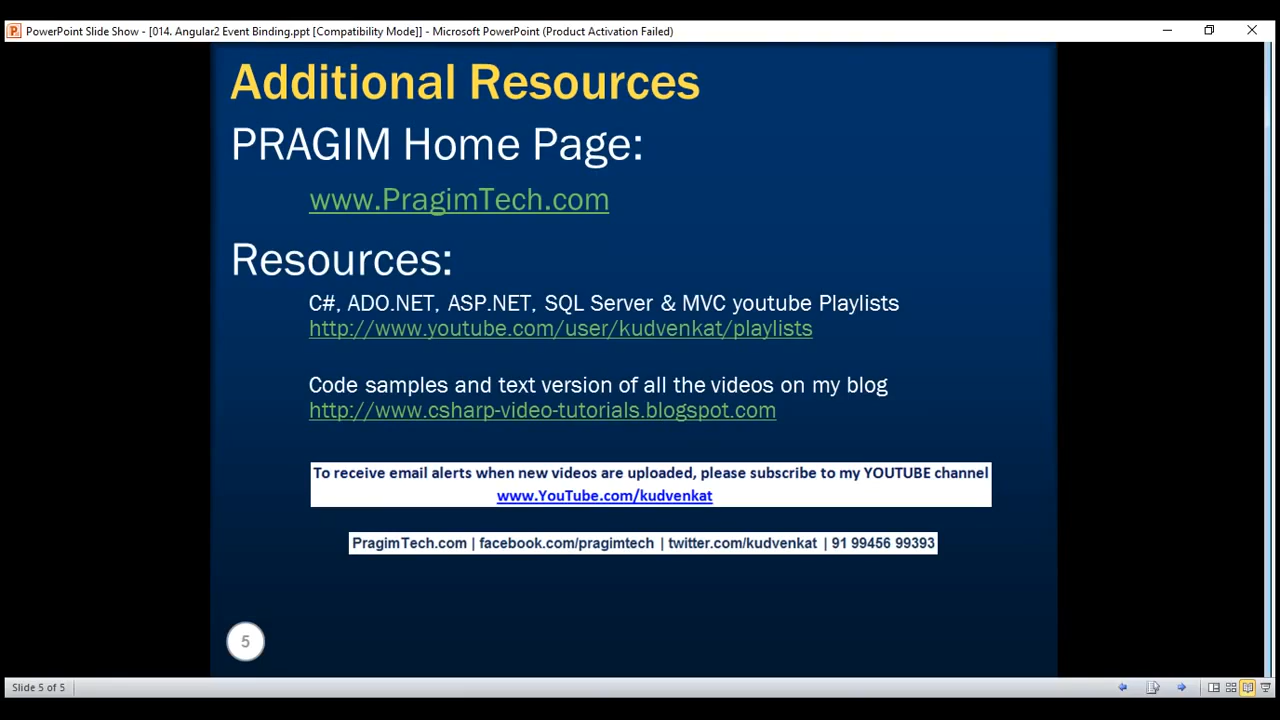 PowerPoint Slide Show - [014. Angular2 Event Binding.ppt [Compatibility Mode]] - Microsoft PowerPoint (Product Activation Failed)
Additional Resources
PRAGIM Home Page:
www.PragimTech.com
Resources:
C#, ADO.NET, ASP.NET, SQL Server & MVC youtube Playlists
http://www.youtube.com/user/kudvenkat/playlists
Code samples and text version of all the videos on my blog
http://www.csharp-video-tutorials.blogspot.com
To receive email alerts when new videos are uploaded, please subscribe to my YOUTUBE channel
www.YouTube.com/kudvenkat
PragimTech.com | facebook.com/pragimtech | twitter.com/kudvenkat | 91 99456 99393
5
Slide 5 of 5